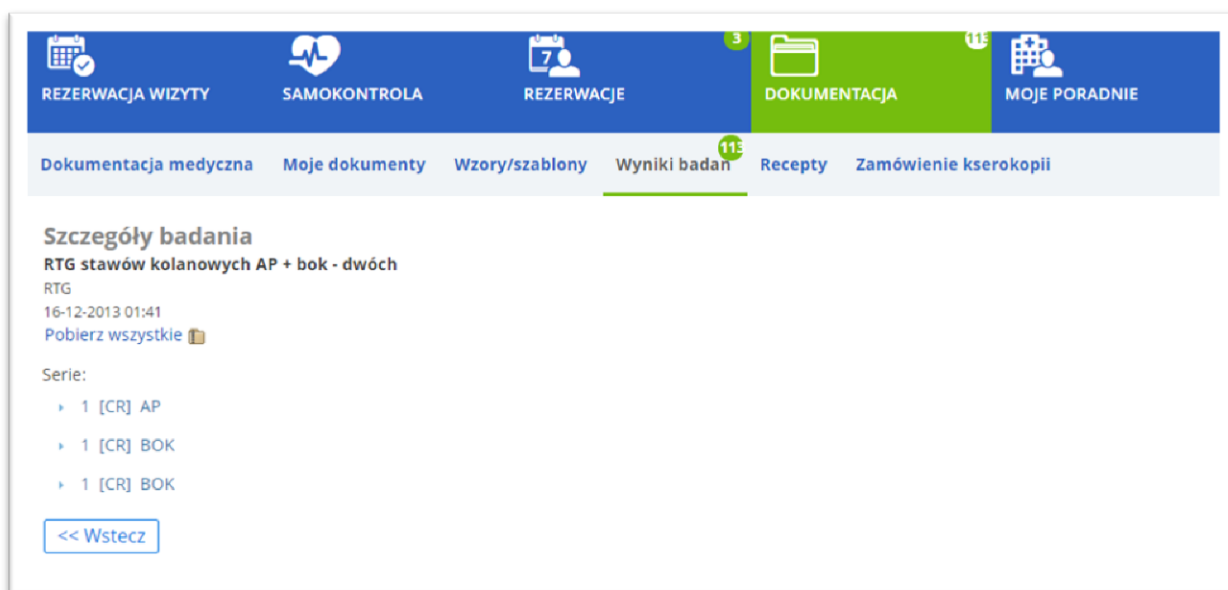 3
113
7
REZERWACJA WIZYTY SAMOKONTROLA REZERWACJE DOKUMENTACJA MOJE PORADNIE
113
Dokumentacja medyczna Moje dokumenty Wzory/szablony Wyniki badań Recepty Zamówienie kserokopii
Szczegóły badania
RTG stawów kolanowych AP + bok - dwóch
RTG
16-12-2013 01:41
Pobierz wszystkie
Serie:
1 [CR] AP
1 [CR] BOK
1 [CR] BOK
<< Wstecz